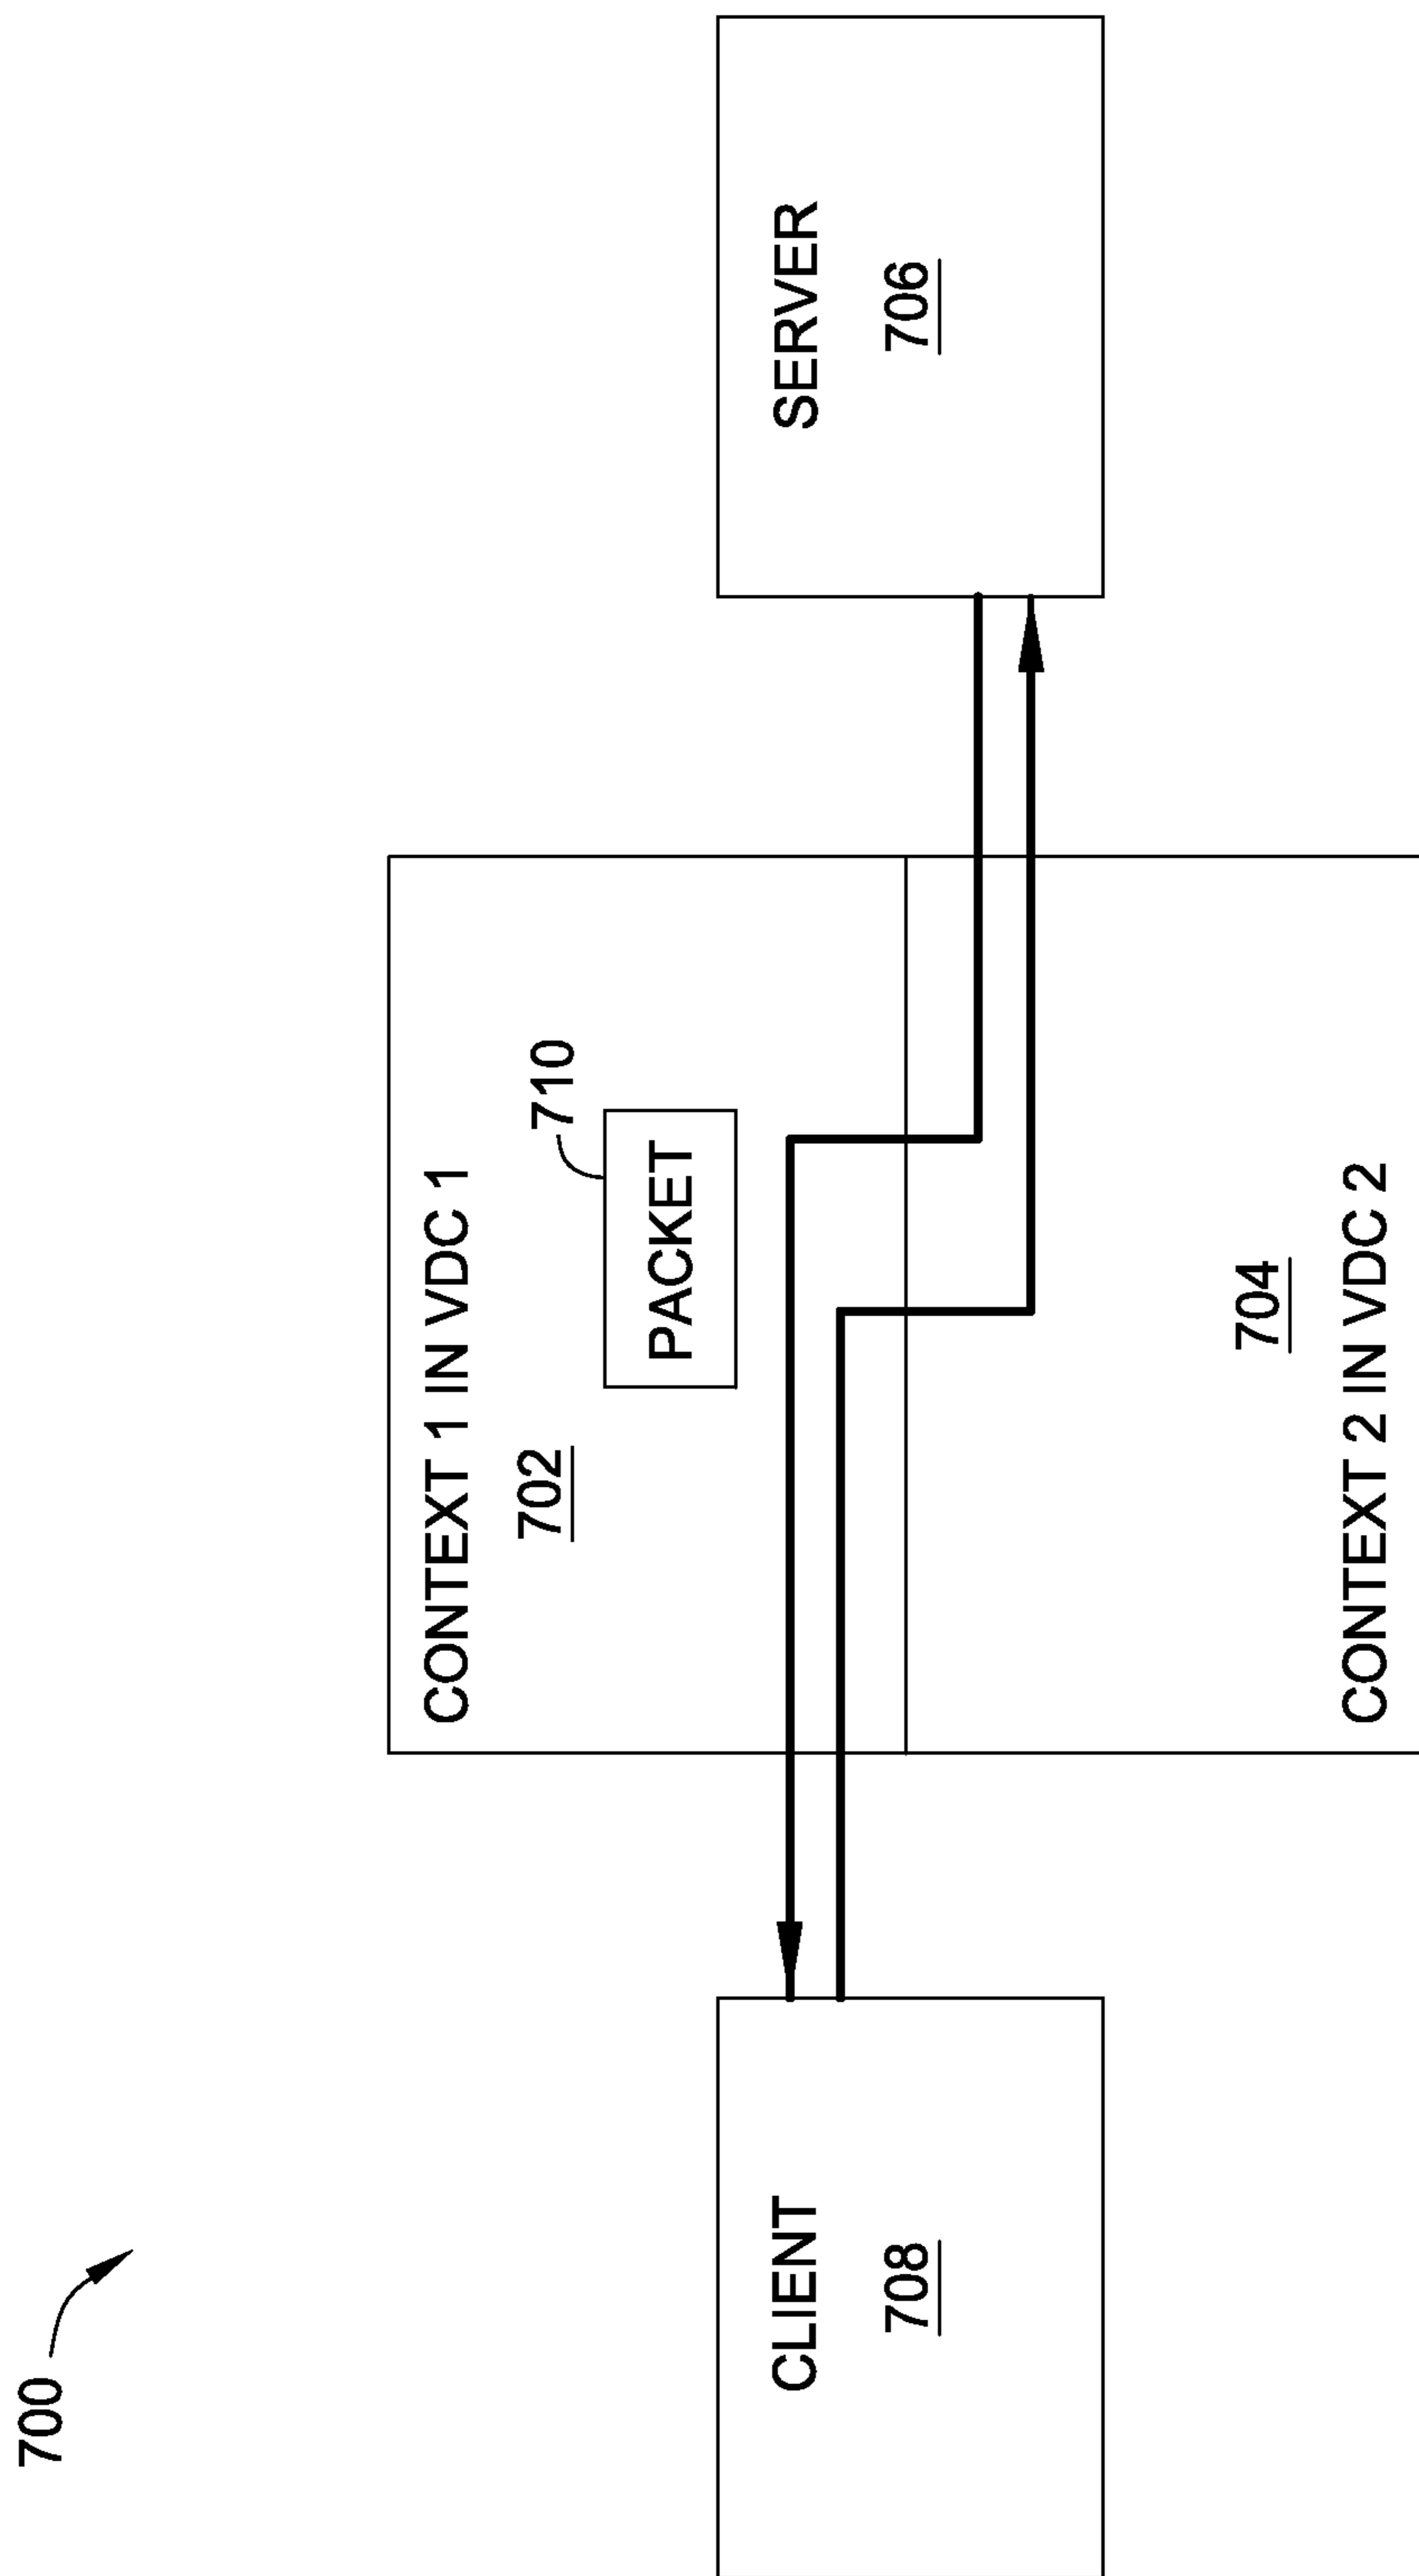 700
CONTEXT 1 IN VDC 1
702
710
PACKET
CLIENT
708
SERVER
706
704
CONTEXT 2 IN VDC 2